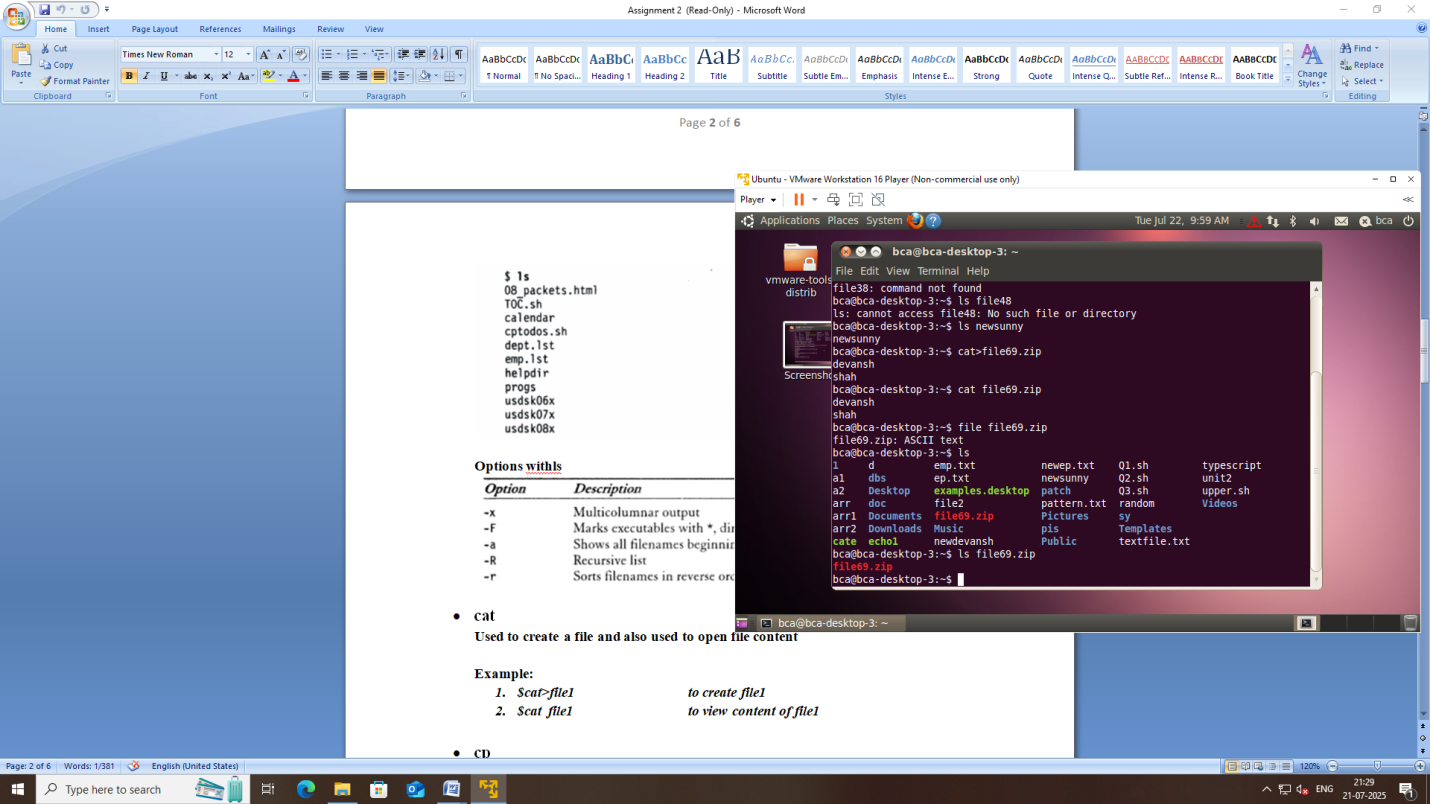 Assignment 2 (Read-Only) - Microsoft Word
Home Insert Page Layout References Mailings Review View
Paste
Cut
Copy
Format Painter
Clipboard
Times New Roman 12
Font
Paragraph
AaBbCcDc AaBbCcDc AaBbC( AaBbCc AaB AaBbCc. AaBbCcDc AaBbCcDc AaBbCcDc AaBbCcDc AaBbCcDc AaBbCcDc AABBCCDE AABBCCDE AABBCCDE
¶ Normal ¶ No Spaci... Heading 1 Heading 2 Title Subtitle Subtle Em... Emphasis Intense E... Strong Quote Intense Q... Subtle Ref... Intense R... Book Title
Styles
Change Styles
Find
Replace
Select
Editing
Page 2 of 6
$ ls
08_packets.html
TOC.sh
calendar
cptodos.sh
dept.lst
emp.lst
helpdir
progs
usdsk06x
usdsk07x
usdsk08x
Options withls
Option Description
-x Multicolumnar output
-F Marks executables with *, dir
-a Shows all filenames beginnin
-R Recursive list
-r Sorts filenames in reverse ord
• cat
Used to create a file and also used to open file content
Example:
1. $cat>file1 to create file1
2. $cat file1 to view content of file1
• cp
Ubuntu - VMware Workstation 16 Player (Non-commercial use only)
Player
Applications Places System
Tue Jul 22, 9:59 AM
bca
vmware-tools-distrib
Screensho
bca@bca-desktop-3: ~
File Edit View Terminal Help
file38: command not found
bca@bca-desktop-3:~$ ls file48
ls: cannot access file48: No such file or directory
bca@bca-desktop-3:~$ ls newsunny
newsunny
bca@bca-desktop-3:~$ cat>file69.zip
devansh
shah
bca@bca-desktop-3:~$ cat file69.zip
devansh
shah
bca@bca-desktop-3:~$ file file69.zip
file69.zip: ASCII text
bca@bca-desktop-3:~$ ls
1 d emp.txt newep.txt Q1.sh typescript
a1 dbs ep.txt newsunny Q2.sh unit2
a2 Desktop examples.desktop patch Q3.sh upper.sh
arr doc file2 pattern.txt random Videos
arr1 Documents file69.zip Pictures sy
arr2 Downloads Music pis Templates
cate echo1 newdevansh Public textfile.txt
bca@bca-desktop-3:~$ ls file69.zip
file69.zip
bca@bca-desktop-3:~$
bca@bca-desktop-3: ~
Page: 2 of 6 Words: 1/381 English (United States)
120%
Type here to search
ENG
21:29
21-07-2025
1